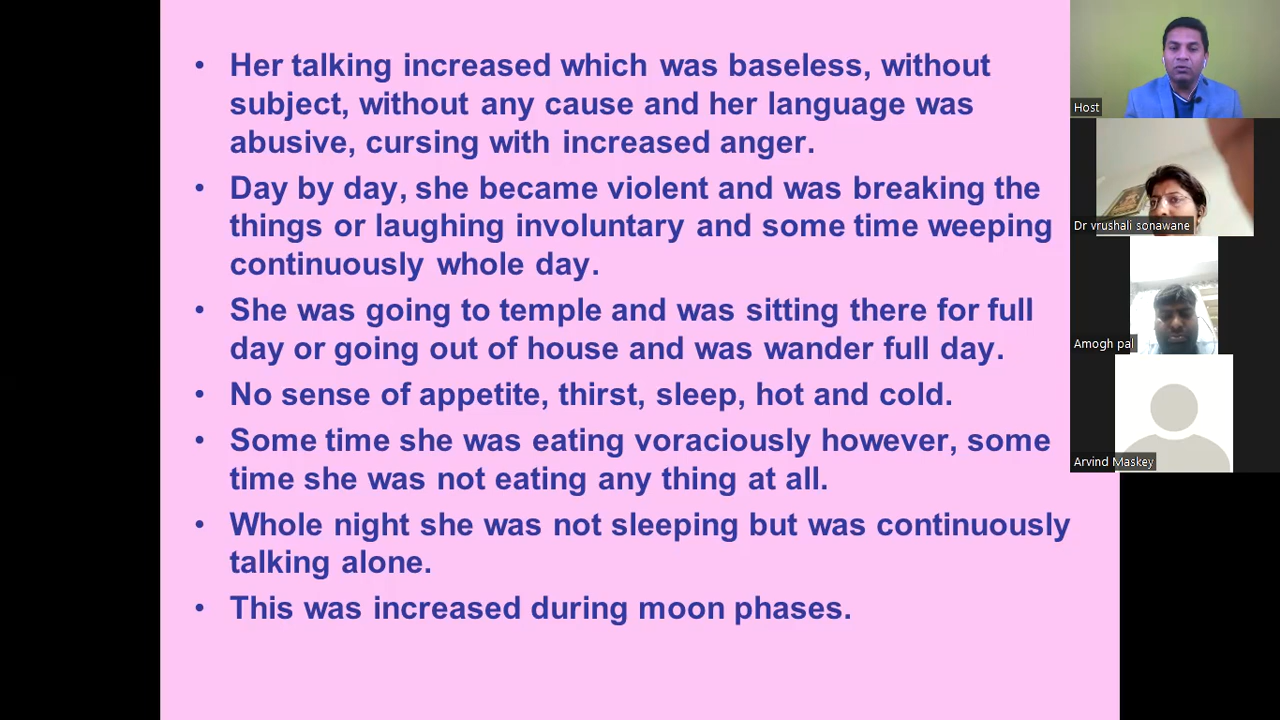 • Her talking increased which was baseless, without
subject, without any cause and her language was
abusive, cursing with increased anger.
• Day by day, she became violent and was breaking the
things or laughing involuntary and some time weeping
continuously whole day.
• She was going to temple and was sitting there for full
day or going out of house and was wander full day.
• No sense of appetite, thirst, sleep, hot and cold.
• Some time she was eating voraciously however, some
time she was not eating any thing at all.
• Whole night she was not sleeping but was continuously
talking alone.
• This was increased during moon phases.
Host
Dr vrushali sonawane
Amogh pal
Arvind Maskey